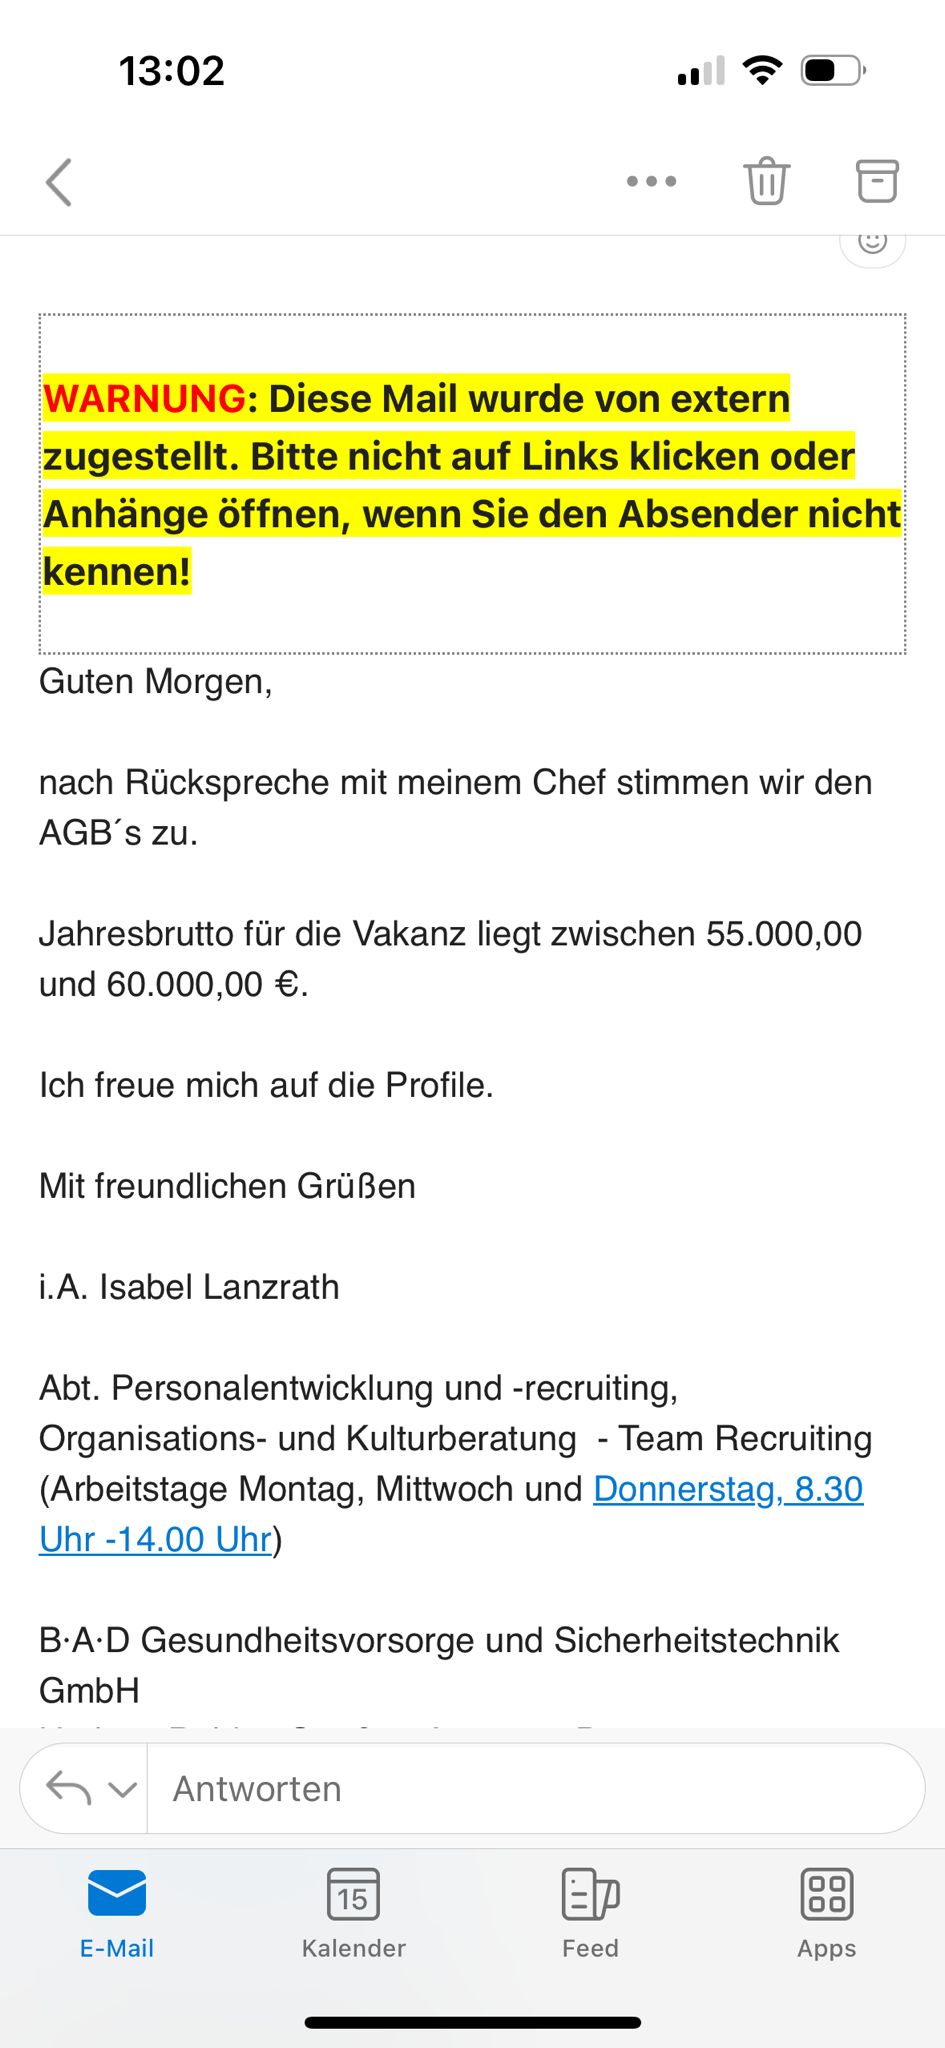 13:02
WARNUNG: Diese Mail wurde von extern
zugestellt. Bitte nicht auf Links klicken oder
Anhänge öffnen, wenn Sie den Absender nicht
kennen!
Guten Morgen,
nach Rückspreche mit meinem Chef stimmen wir den
AGB´s zu.
Jahresbrutto für die Vakanz liegt zwischen 55.000,00
und 60.000,00 €.
Ich freue mich auf die Profile.
Mit freundlichen Grüßen
i.A. Isabel Lanzrath
Abt. Personalentwicklung und -recruiting,
Organisations- und Kulturberatung  - Team Recruiting
(Arbeitstage Montag, Mittwoch und Donnerstag, 8.30
Uhr -14.00 Uhr)
B·A·D Gesundheitsvorsorge und Sicherheitstechnik
GmbH
Antworten
15
E-Mail Kalender Feed Apps